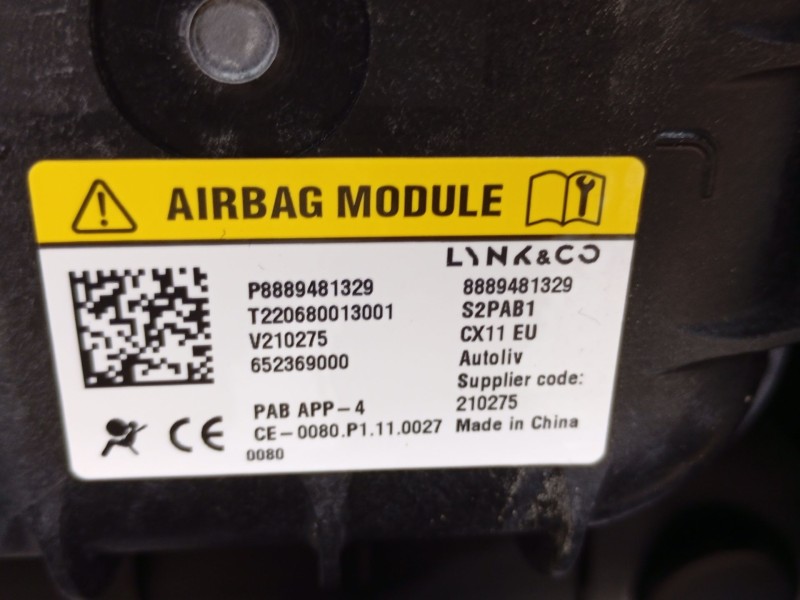 AIRBAG MODULE
LYNK&CO
P8889481329
T220680013001
V210275
652369000
PAB APP-4
CE-0080.P1.11.0027
0080
8889481329
S2PAB1
CX11 EU
Autoliv
Supplier code:
210275
Made in China
CE